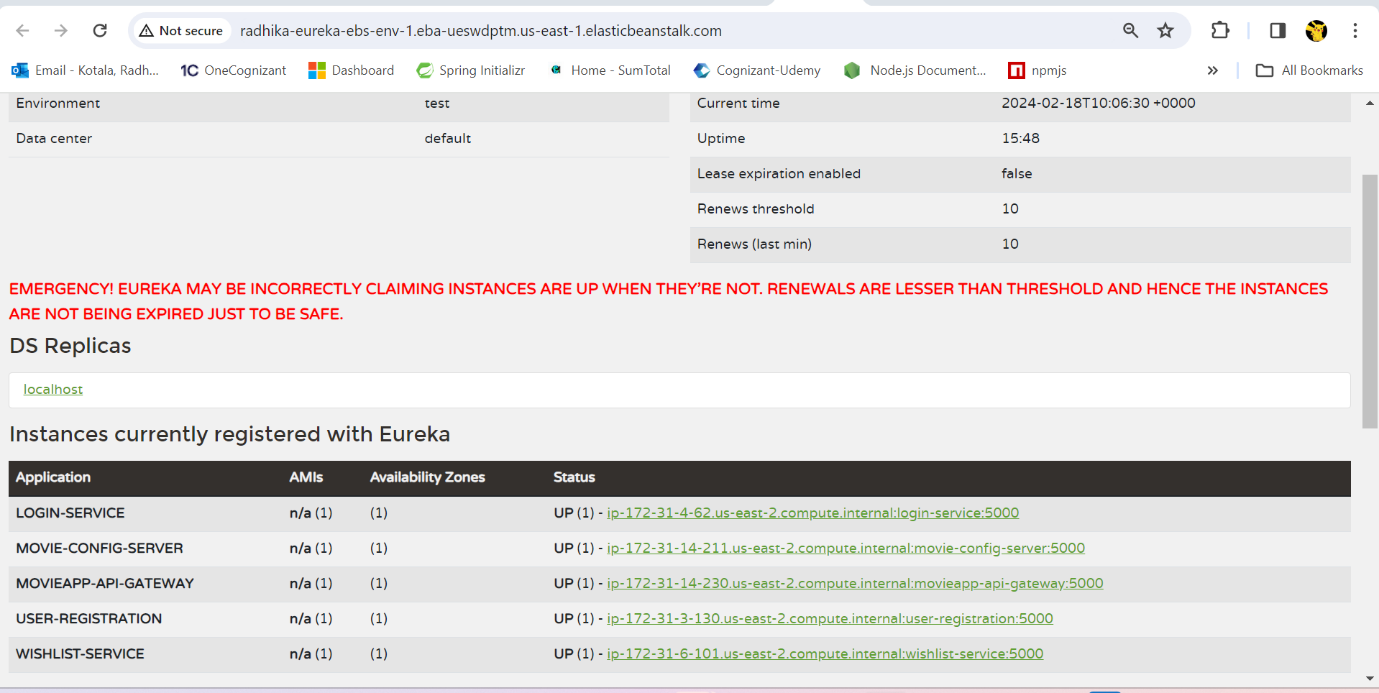 Not secure radhika-eureka-ebs-env-1.eba-ueswdptm.us-east-1.elasticbeanstalk.com
Email - Kotala, Radh... 1C OneCognizant Dashboard Spring Initializr Home - SumTotal Cognizant-Udemy Node.js Document... npmjs » All Bookmarks
Environment test Current time 2024-02-18T10:06:30 +0000
Data center default Uptime 15:48
Lease expiration enabled false
Renews threshold 10
Renews (last min) 10
EMERGENCY! EUREKA MAY BE INCORRECTLY CLAIMING INSTANCES ARE UP WHEN THEY'RE NOT. RENEWALS ARE LESSER THAN THRESHOLD AND HENCE THE INSTANCES
ARE NOT BEING EXPIRED JUST TO BE SAFE.
DS Replicas
localhost
Instances currently registered with Eureka
Application AMIs Availability Zones Status
LOGIN-SERVICE n/a (1) (1) UP (1) - ip-172-31-4-62.us-east-2.compute.internal:login-service:5000
MOVIE-CONFIG-SERVER n/a (1) (1) UP (1) - ip-172-31-14-211.us-east-2.compute.internal:movie-config-server:5000
MOVIEAPP-API-GATEWAY n/a (1) (1) UP (1) - ip-172-31-14-230.us-east-2.compute.internal:movieapp-api-gateway:5000
USER-REGISTRATION n/a (1) (1) UP (1) - ip-172-31-3-130.us-east-2.compute.internal:user-registration:5000
WISHLIST-SERVICE n/a (1) (1) UP (1) - ip-172-31-6-101.us-east-2.compute.internal:wishlist-service:5000